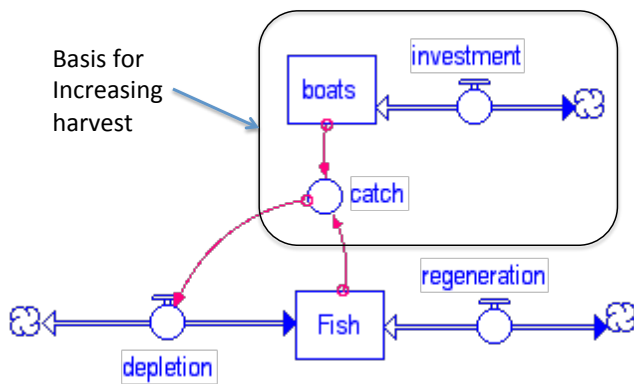 Basis for
Increasing
harvest
investment
boats
catch
regeneration
Fish
depletion